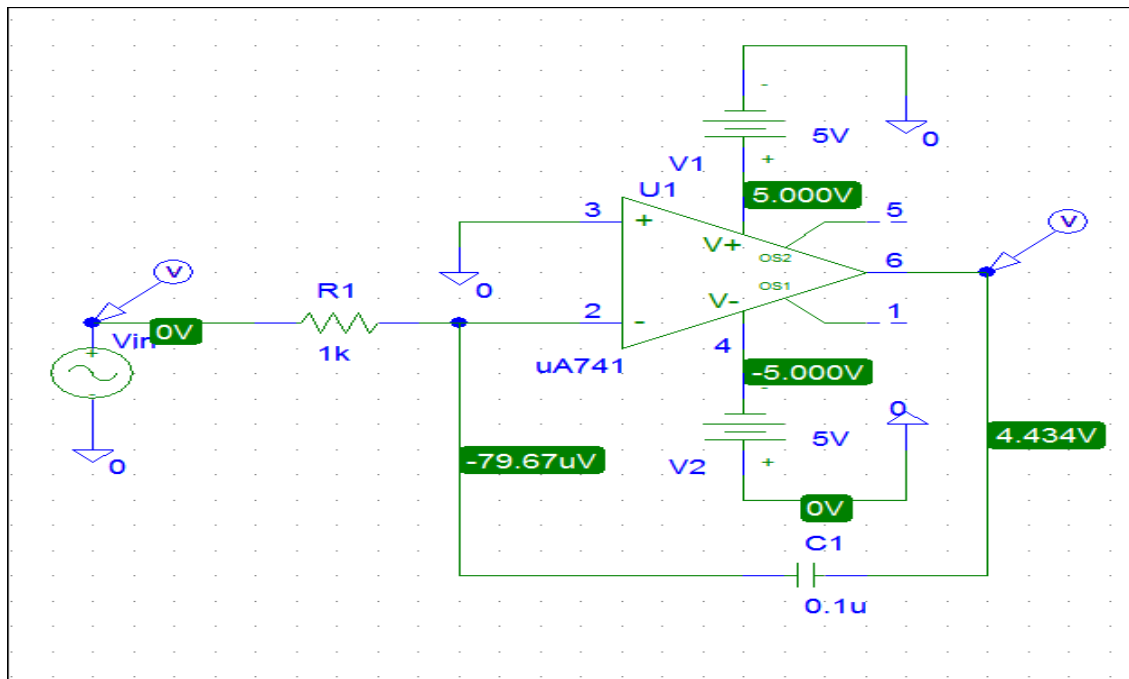 -
5V
0
V1
+
U1
5.000V
3
+
5
V
V+
OS2
6
V
0
OS1
R1
V-
2
-
1
0V
Vin
+
1k
4
uA741
-5.000V
-
-
0
5V
4.434V
-79.67uV
0
V2
+
0V
C1
0.1u